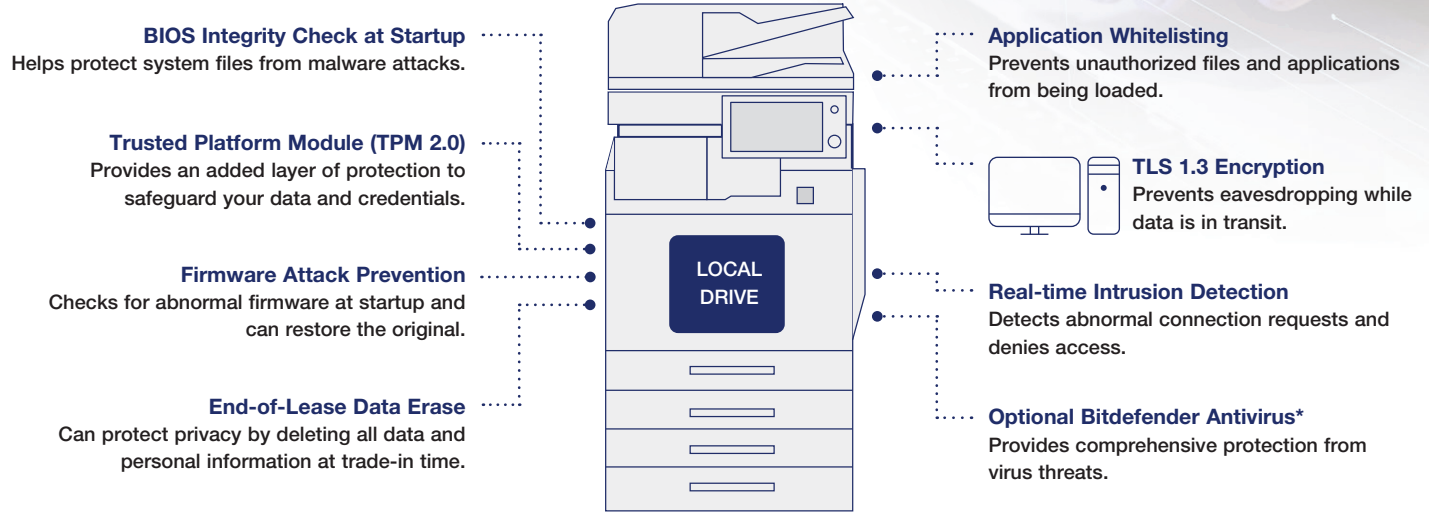 BIOS Integrity Check at Startup
Helps protect system files from malware attacks.
Trusted Platform Module (TPM 2.0)
Provides an added layer of protection to
safeguard your data and credentials.
Firmware Attack Prevention
Checks for abnormal firmware at startup and
can restore the original.
End-of-Lease Data Erase
Can protect privacy by deleting all data and
personal information at trade-in time.
LOCAL
DRIVE
Application Whitelisting
Prevents unauthorized files and applications
from being loaded.
TLS 1.3 Encryption
Prevents eavesdropping while
data is in transit.
Real-time Intrusion Detection
Detects abnormal connection requests and
denies access.
Optional Bitdefender Antivirus*
Provides comprehensive protection from
virus threats.